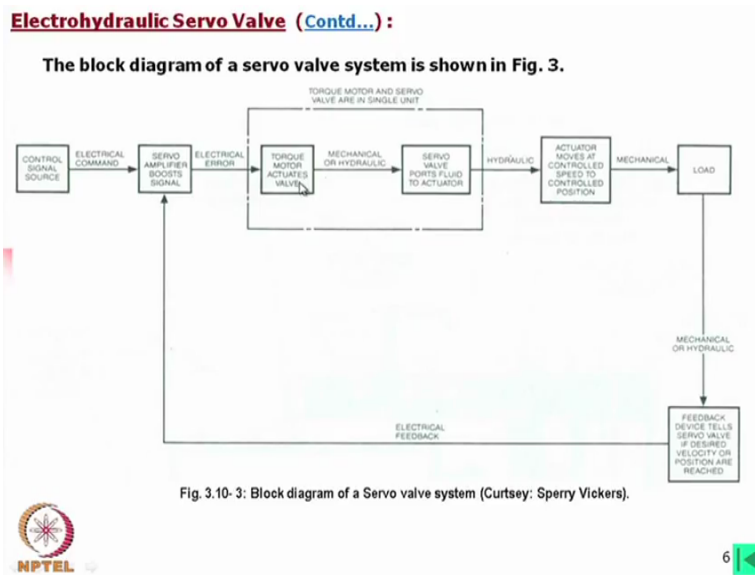 Electrohydraulic Servo Valve (Contd...) :
The block diagram of a servo valve system is shown in Fig. 3.
TORQUE MOTOR AND SERVO
VALVE ARE IN SINGLE UNIT
CONTROL
SIGNAL
SOURCE
ELECTRICAL
COMMAND
SERVO
AMPLIFIER
BOOSTS
SIGNAL
ELECTRICAL
ERROR
TORQUE
MOTOR
ACTUATES
VALVE
MECHANICAL
OR HYDRAULIC
SERVO
VALVE
PORTS FLUID
TO ACTUATOR
HYDRAULIC
ACTUATOR
MOVES AT
CONTROLLED
SPEED TO
CONTROLLED
POSITION
MECHANICAL
LOAD
MECHANICAL
OR HYDRAULIC
FEEDBACK
DEVICE TELLS
SERVO VALVE
IF DESIRED
VELOCITY OR
POSITION ARE
REACHED
ELECTRICAL
FEEDBACK
Fig. 3.10- 3: Block diagram of a Servo valve system (Curtsey: Sperry Vickers).
NPTEL
6